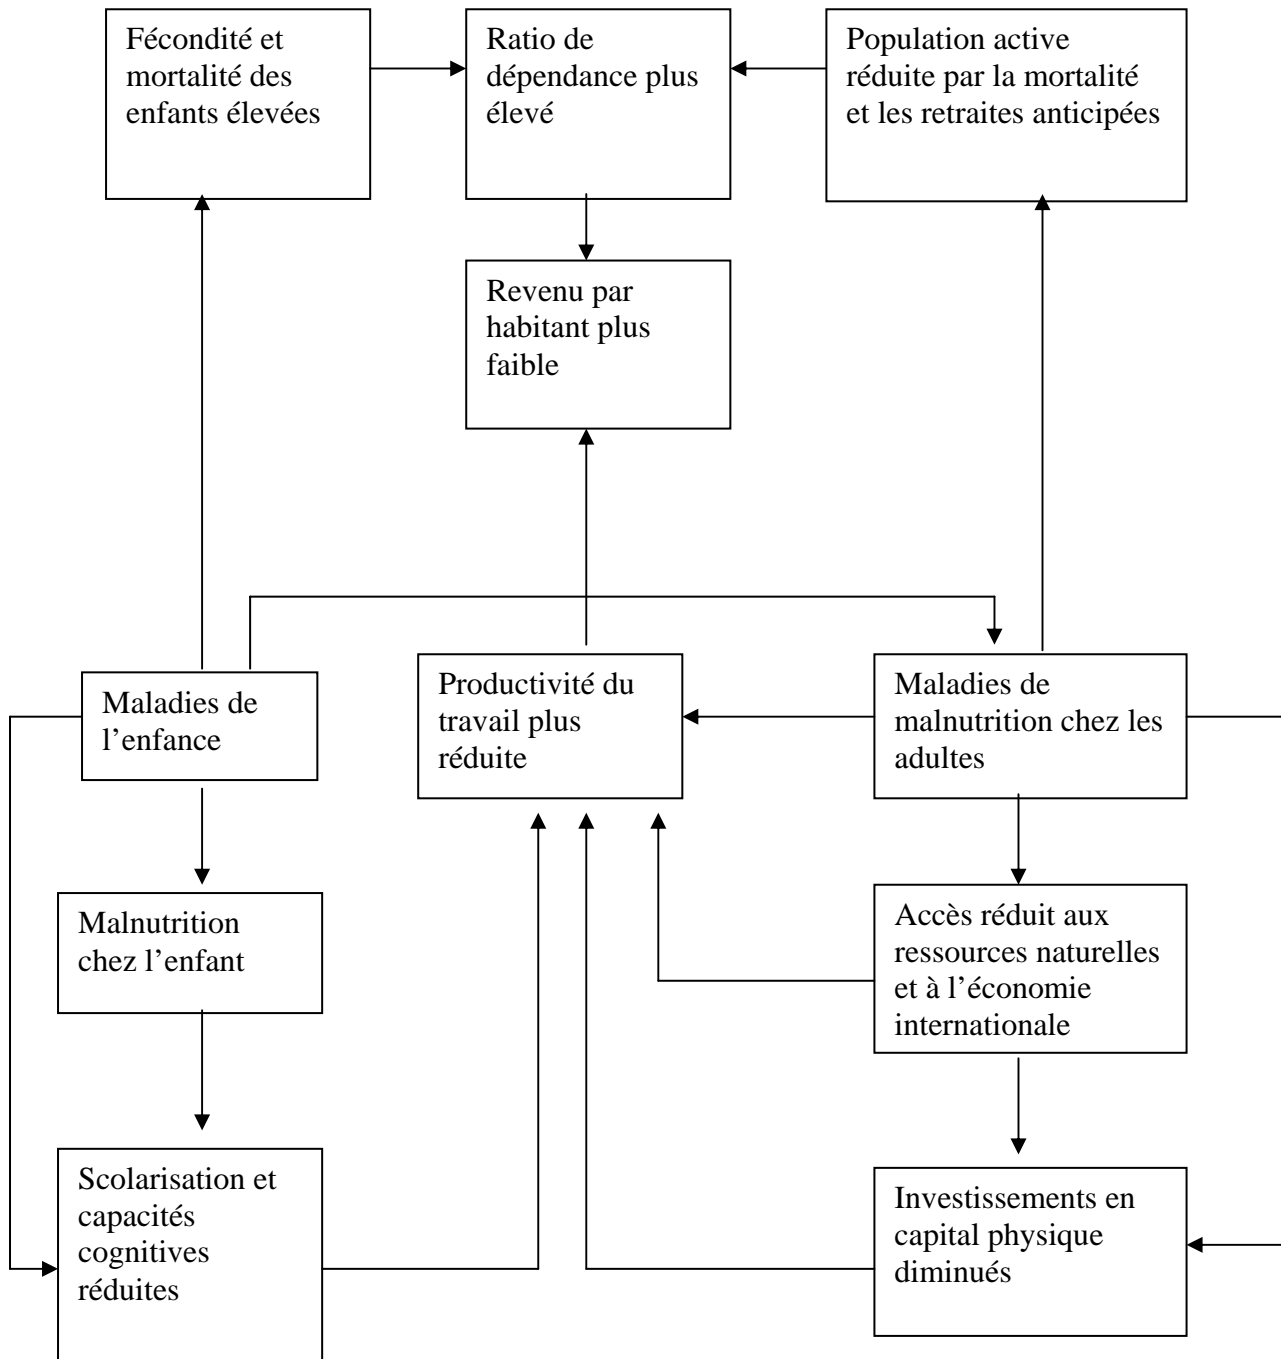 Fécondité et
mortalité des
enfants élevées
Ratio de
dépendance plus
élevé
Population active
réduite par la mortalité
et les retraites anticipées
Revenu par
habitant plus
faible
Maladies de
l’enfance
Productivité du
travail plus
réduite
Maladies de
malnutrition chez les
adultes
Malnutrition
chez l’enfant
Accès réduit aux
ressources naturelles
et à l’économie
internationale
Scolarisation et
capacités
cognitives
réduites
Investissements en
capital physique
diminués